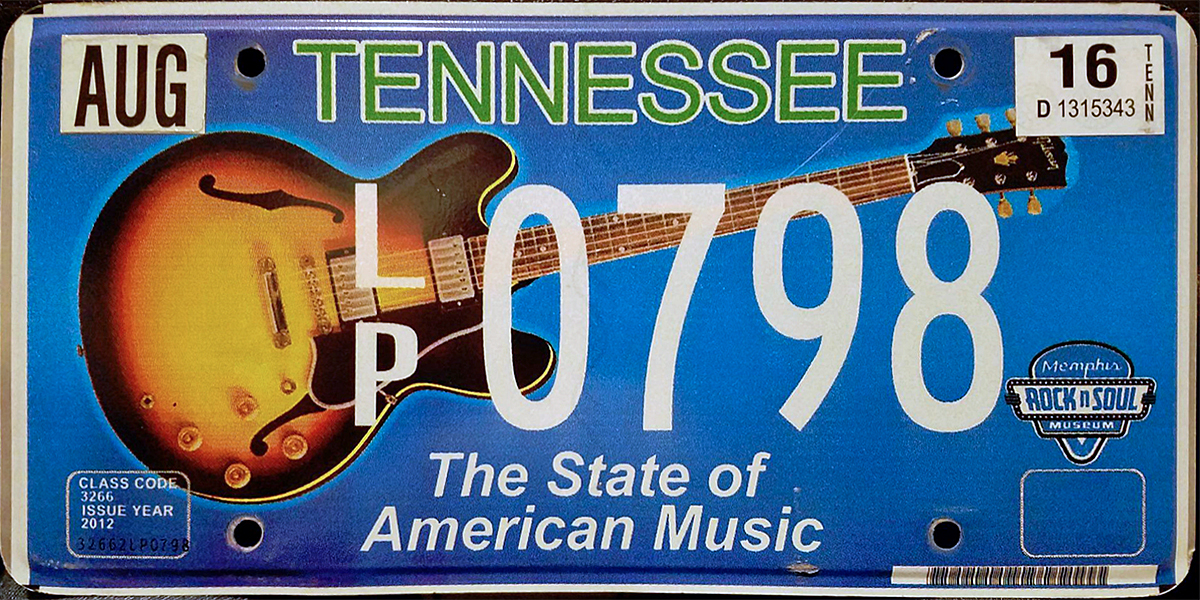 AUG
TENNESSEE
16
TENN
D 1315343
Gibson
LP 0798
Memphis
ROCK n SOUL
MUSEUM
The State of
American Music
CLASS CODE
3266
ISSUE YEAR
2012
32662LP0798